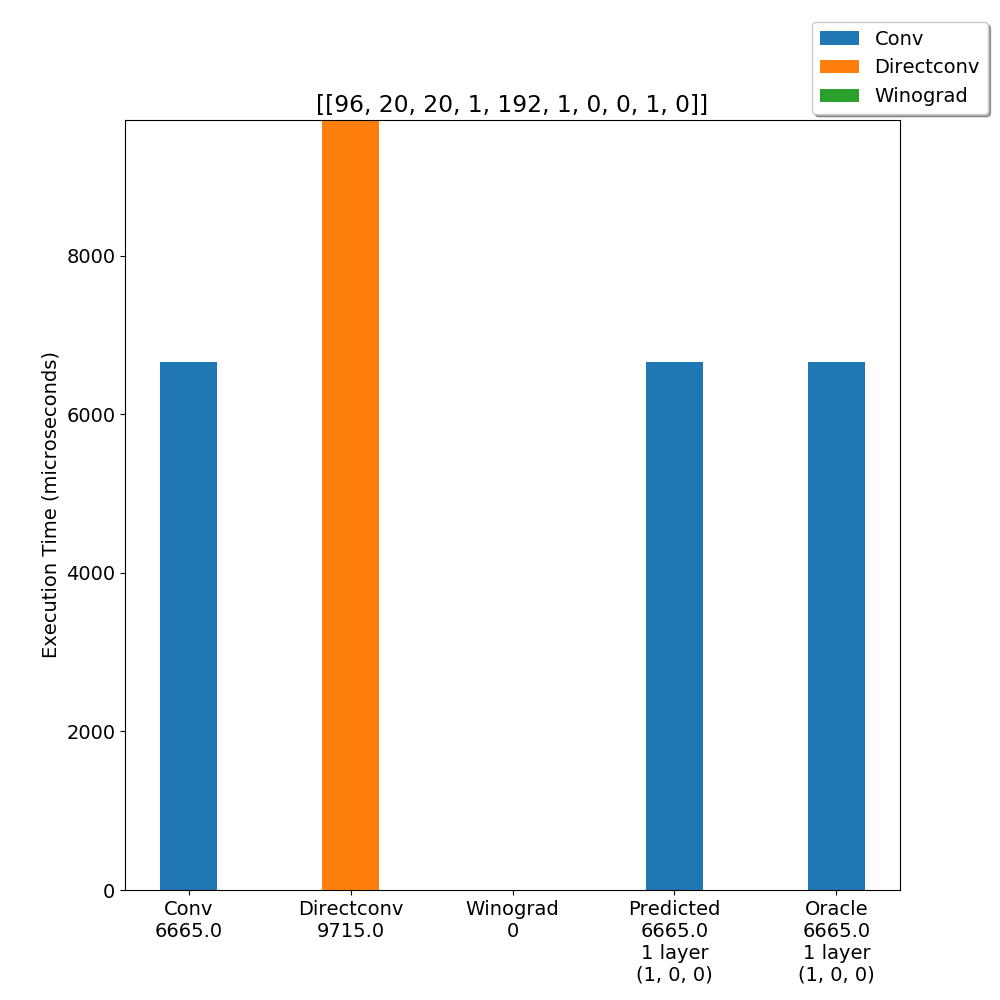 Conv
Directconv
Winograd
[[96, 20, 20, 1, 192, 1, 0, 0, 1, 0]]
Execution Time (microseconds)
8000
6000
4000
2000
0
Conv
6665.0
Directconv
9715.0
Winograd
0
Predicted
6665.0
1 layer
(1, 0, 0)
Oracle
6665.0
1 layer
(1, 0, 0)